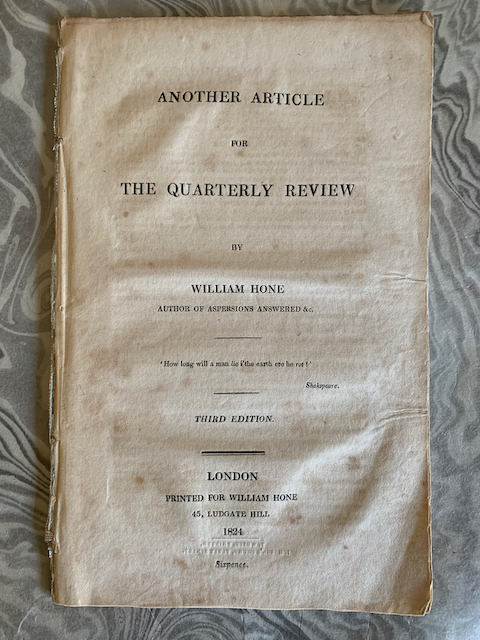 ANOTHER ARTICLE
FOR
THE QUARTERLY REVIEW
BY
WILLIAM HONE
AUTHOR OF ASPERSIONS ANSWERED &c.
'How long will a man lie i'the earth ere he rot!'
Shakspeare.
THIRD EDITION.
LONDON
PRINTED FOR WILLIAM HONE
45, LUDGATE HILL
1824
Sixpence.